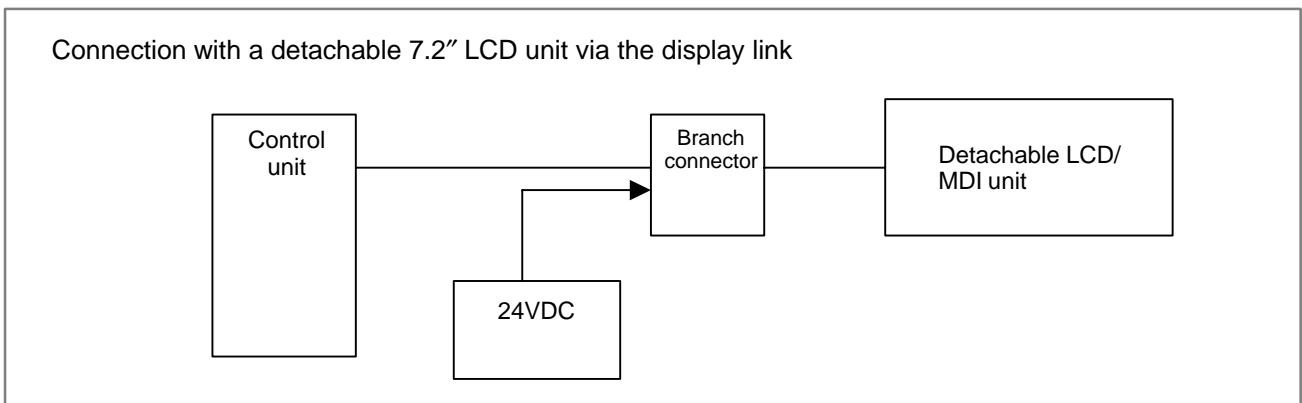 Connection with a detachable 7.2″ LCD unit via the display link
Control
unit
Branch
connector
Detachable LCD/
MDI unit
24VDC